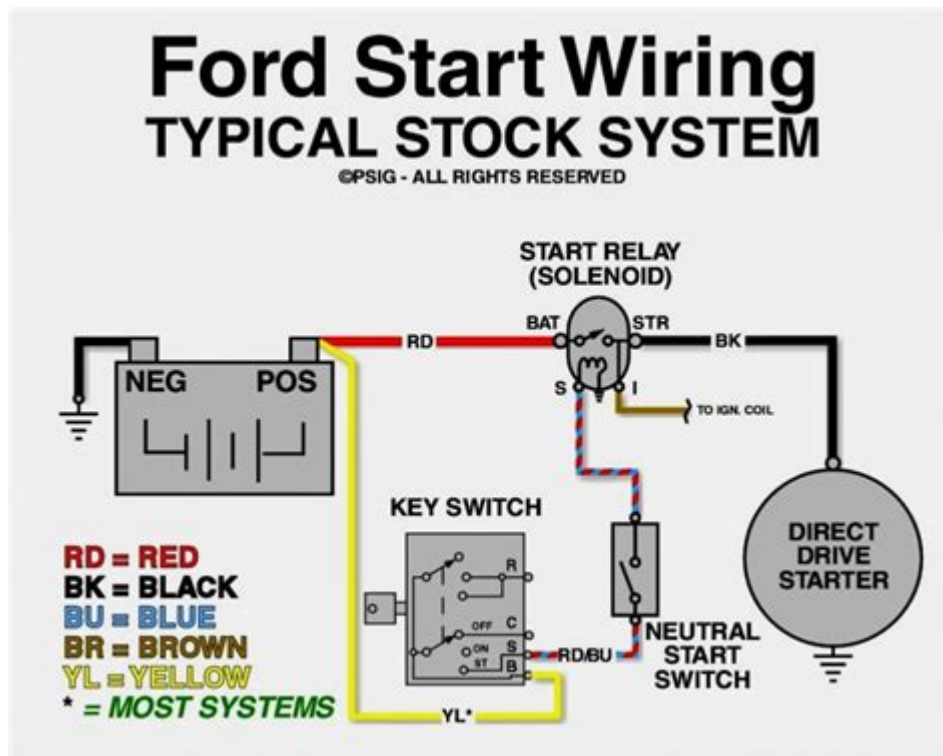 Ford Start Wiring
TYPICAL STOCK SYSTEM
©PSIG - ALL RIGHTS RESERVED
START RELAY
(SOLENOID)
BAT
STR
RD
BK
NEG
POS
S
I
TO IGN. COIL
KEY SWITCH
DIRECT
DRIVE
STARTER
RD = RED
BK = BLACK
BU = BLUE
BR = BROWN
YL = YELLOW
* = MOST SYSTEMS
R
OFF
C
ON
S
ST
B
RD/BU
NEUTRAL
START
SWITCH
YL*